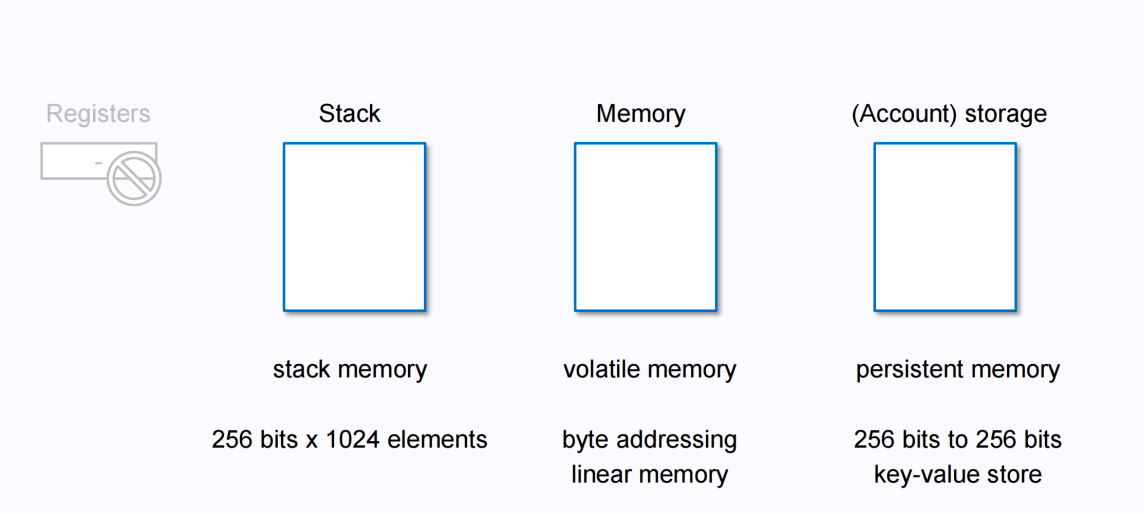 Registers
-
Stack
Memory
(Account) storage
stack memory
volatile memory
persistent memory
256 bits x 1024 elements
byte addressing
linear memory
256 bits to 256 bits
key-value store